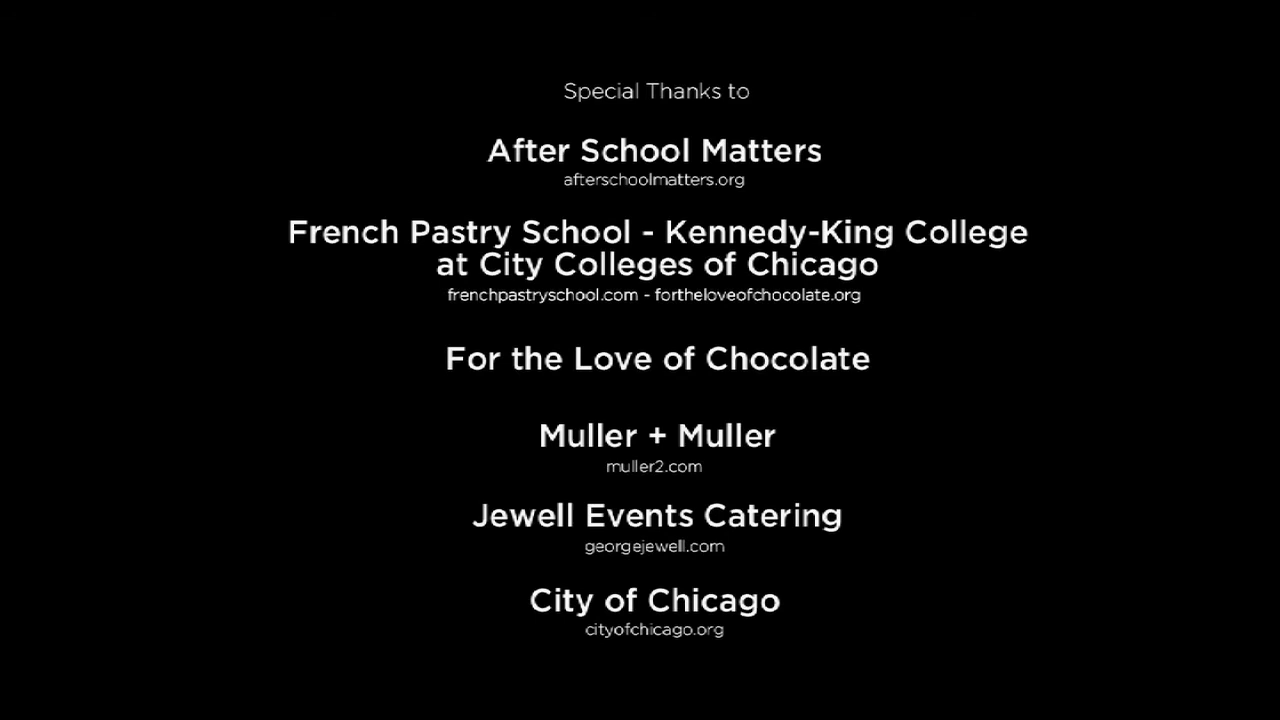 Special Thanks to
After School Matters
afterschoolmatters.org
French Pastry School - Kennedy-King College
at City Colleges of Chicago
frenchpastryschool.com - fortheloveofchocolate.org
For the Love of Chocolate
Muller + Muller
muller2.com
Jewell Events Catering
georgejewell.com
City of Chicago
cityofchicago.org